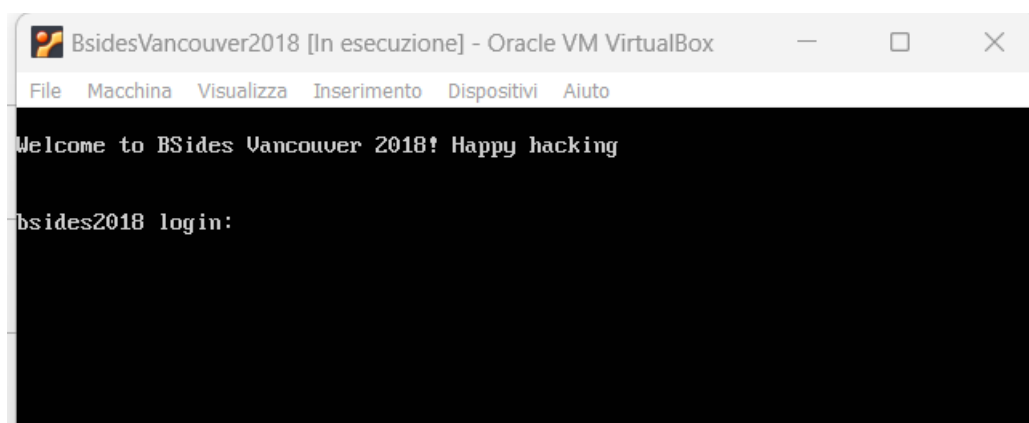 BsidesVancouver2018 [In esecuzione] - Oracle VM VirtualBox
File Macchina Visualizza Inserimento Dispositivi Aiuto
Welcome to BSides Vancouver 2018! Happy hacking
bsides2018 login: